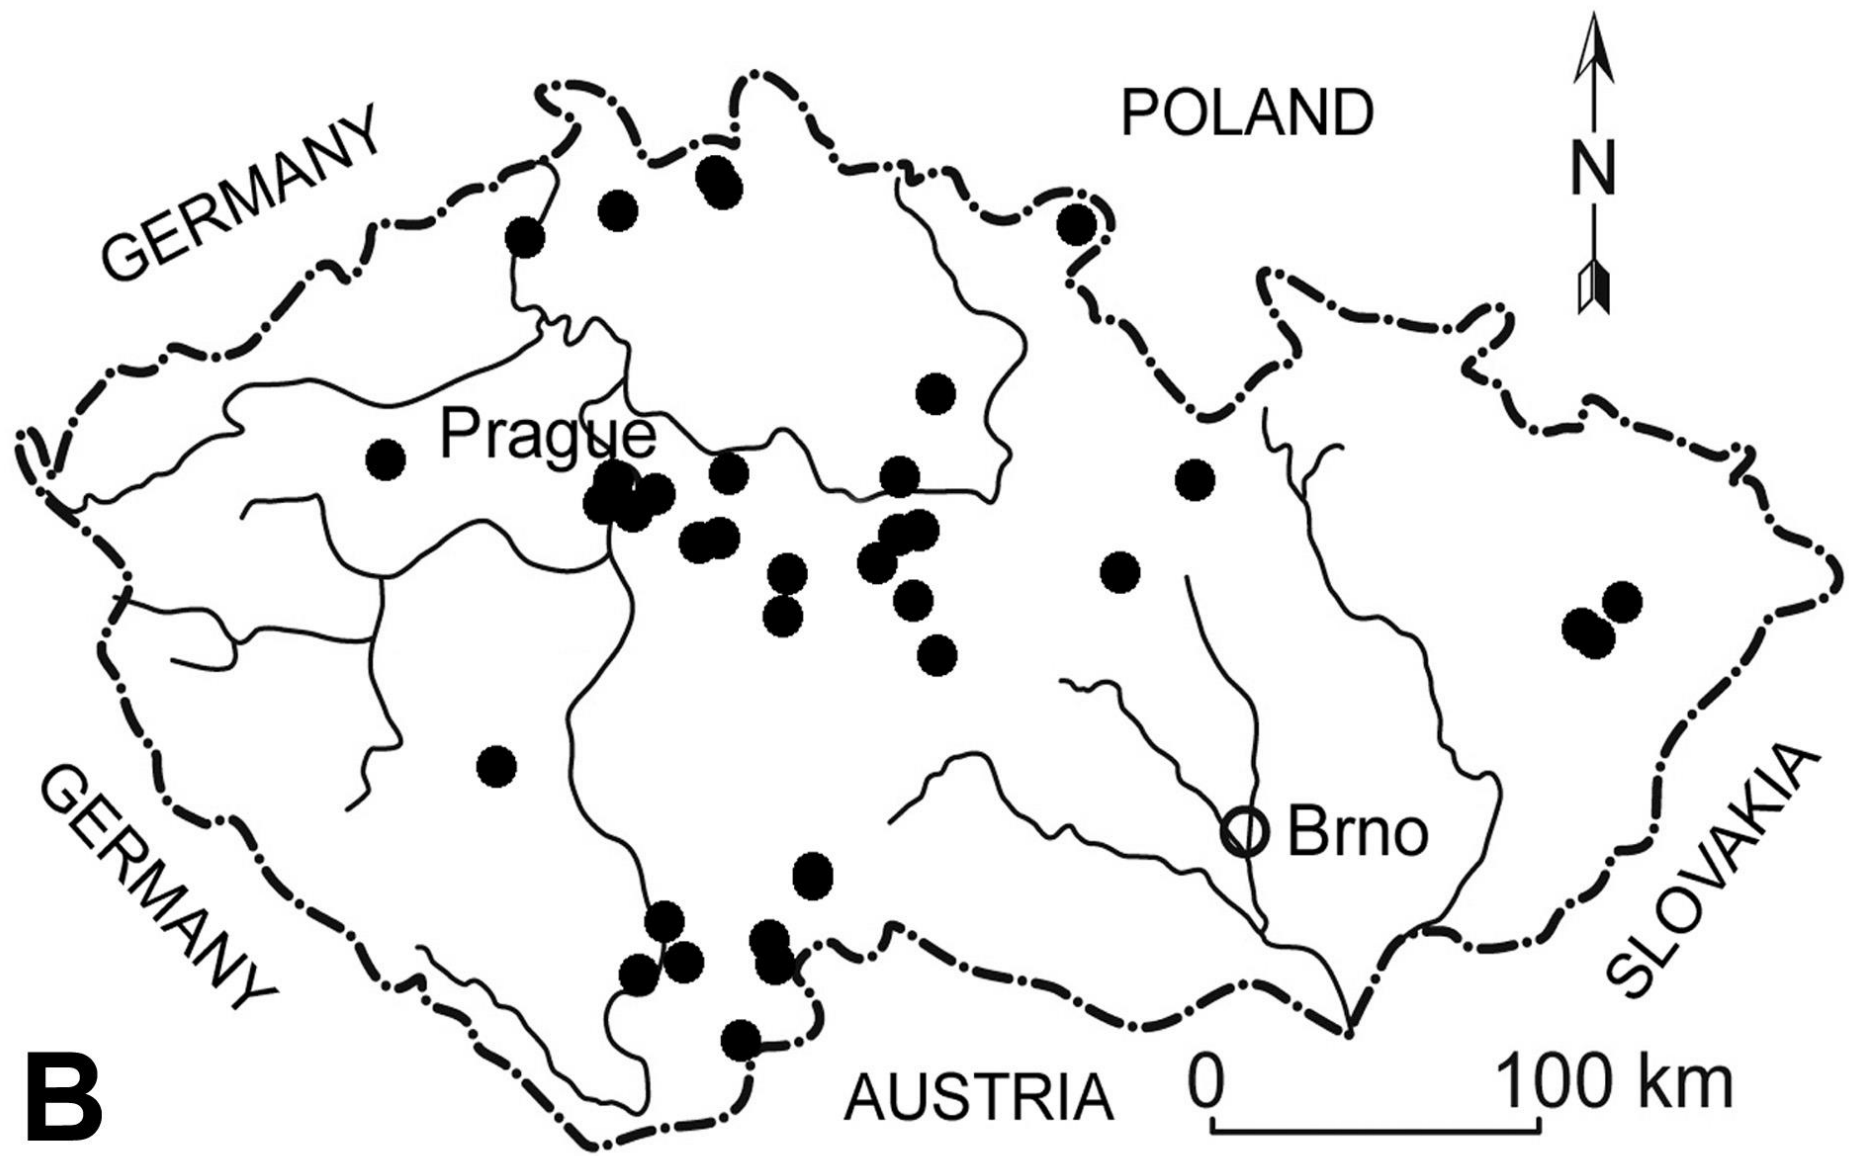 POLAND
GERMANY
N
Prague
GERMANY
Brno
SLOVAKIA
AUSTRIA
0
100 km
B